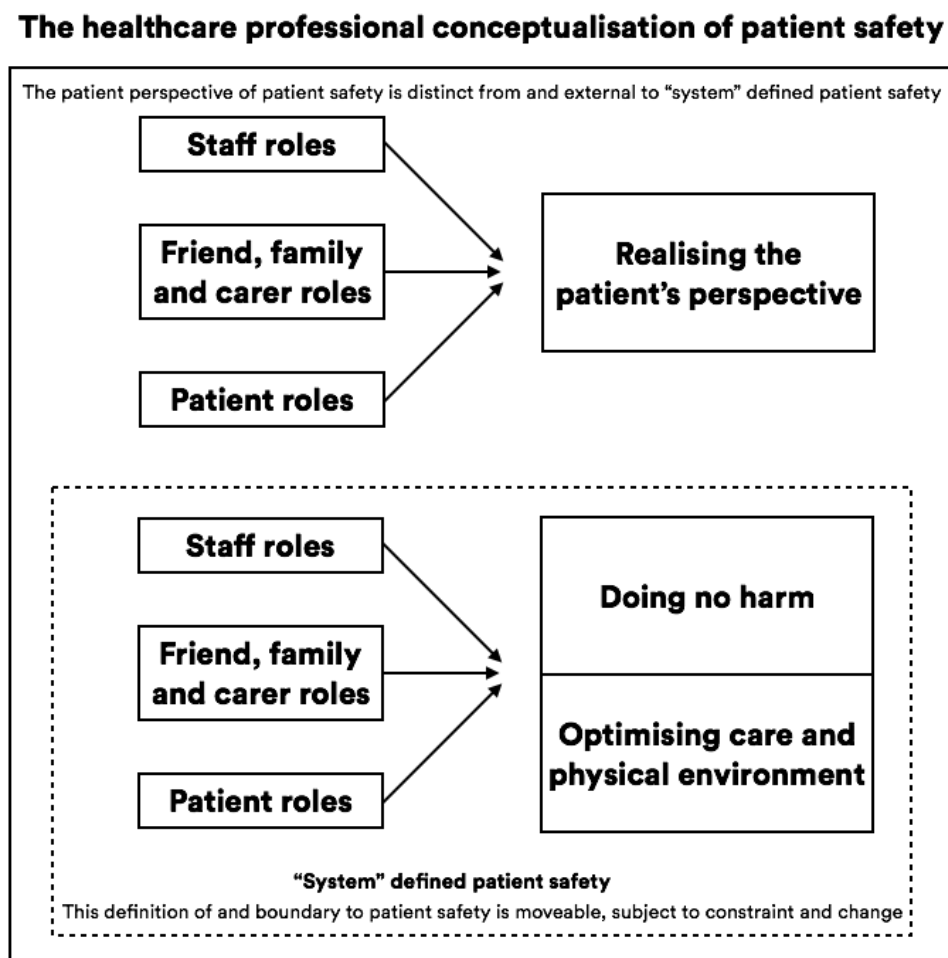 The healthcare professional conceptualisation of patient safety
The patient perspective of patient safety is distinct from and external to “system” defined patient safety
Staff roles
Friend, family
and carer roles
Patient roles
Realising the
patient’s perspective
Staff roles
Friend, family
and carer roles
Patient roles
Doing no harm
Optimising care and
physical environment
“System” defined patient safety
This definition of and boundary to patient safety is moveable, subject to constraint and change